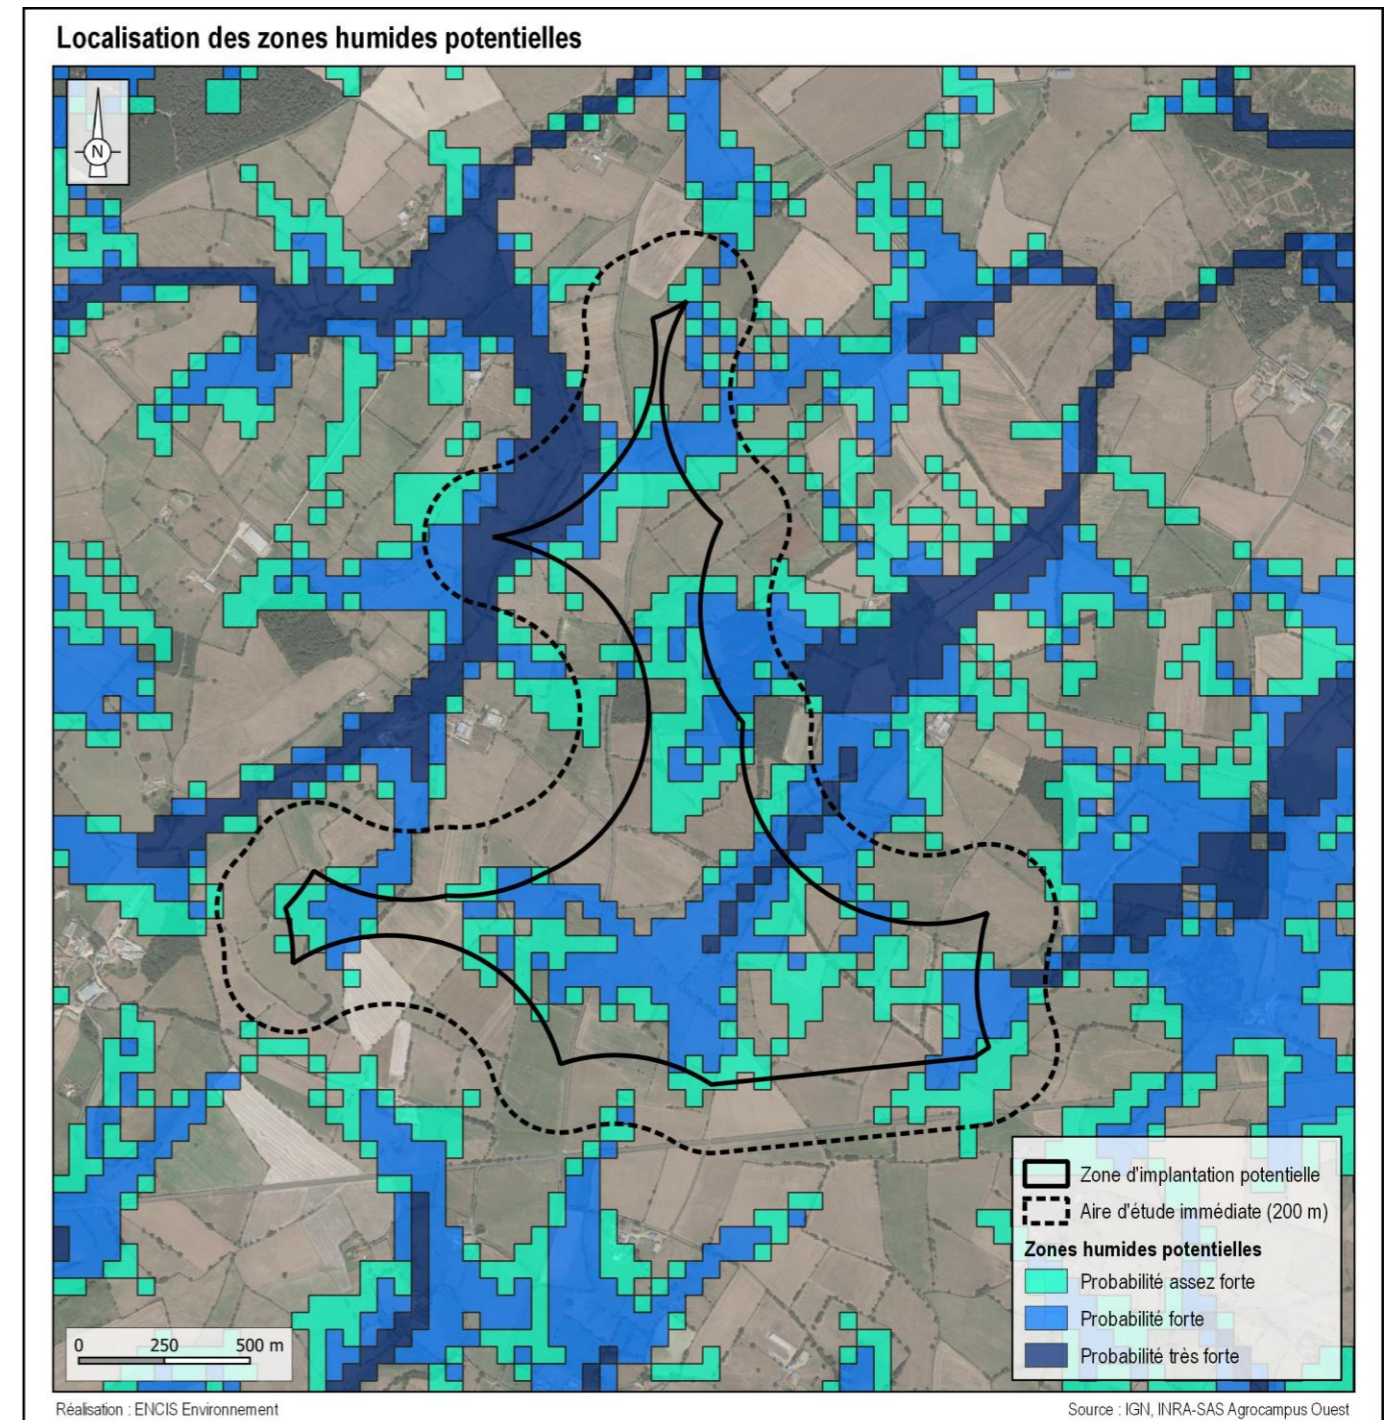 Localisation des zones humides potentielles
N
Zone d'implantation potentielle
Aire d'étude immédiate (200 m)
Zones humides potentielles
Probabilité assez forte
Probabilité forte
Probabilité très forte
0 250 500 m
Réalisation : ENCIS Environnement
Source : IGN, INRA-SAS Agrocampus Ouest